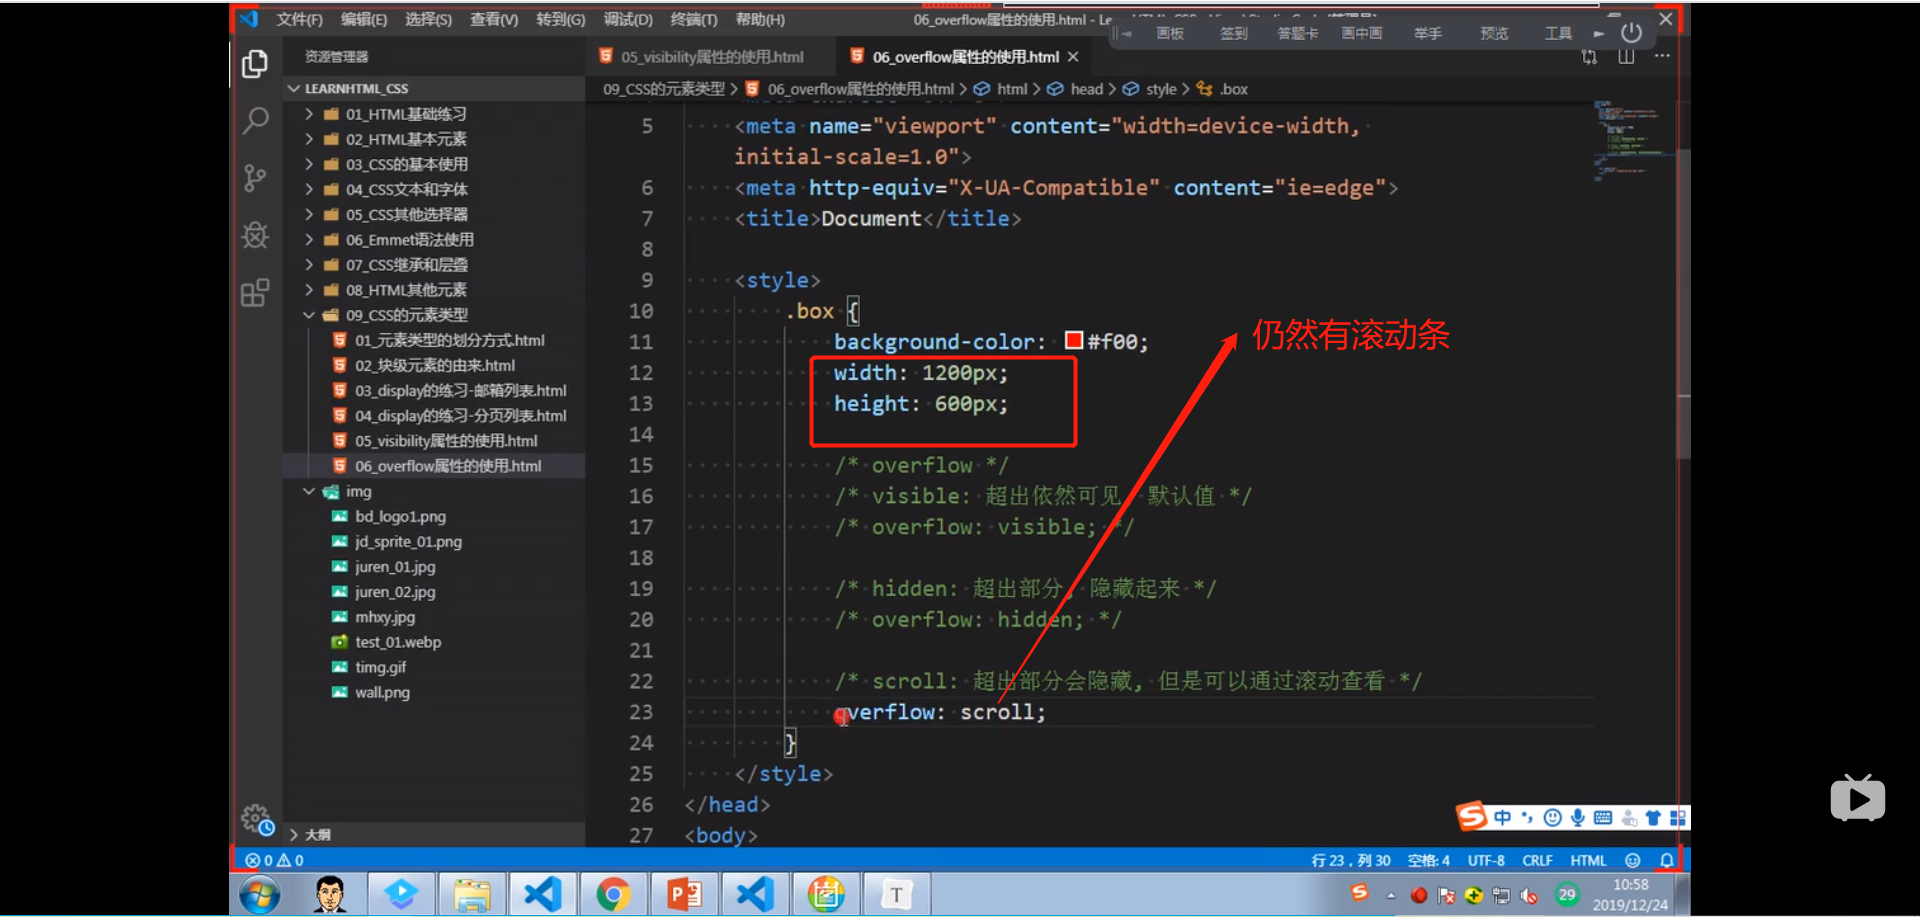 文件(F) 编辑(E) 选择(S) 查看(V) 转到(G) 调试(D) 终端(T) 帮助(H) 06_overflow属性的使用.html - Le
画板 签到 答题卡 画中画 举手 预览 工具
资源管理器
05_visibility属性的使用.html 06_overflow属性的使用.html
LEARNHTML_CSS
09_CSS的元素类型 > 06_overflow属性的使用.html > html > head > style > .box
01_HTML基础练习
02_HTML基本元素
03_CSS的基本使用
04_CSS文本和字体
05_CSS其他选择器
06_Emmet语法使用
07_CSS继承和层叠
08_HTML其他元素
09_CSS的元素类型
01_元素类型的划分方式.html
02_块级元素的由来.html
03_display的练习-邮箱列表.html
04_display的练习-分页列表.html
05_visibility属性的使用.html
06_overflow属性的使用.html
img
bd_logo1.png
jd_sprite_01.png
juren_01.jpg
juren_02.jpg
mhxy.jpg
test_01.webp
timg.gif
wall.png
大纲
5 <meta name="viewport" content="width=device-width,
initial-scale=1.0">
6 <meta http-equiv="X-UA-Compatible" content="ie=edge">
7 <title>Document</title>
8
9 <style>
10 .box {
11 background-color: #f00;
仍然有滚动条
12 width: 1200px;
13 height: 600px;
14
15 /* overflow */
16 /* visible: 超出依然可见 默认值 */
17 /* overflow: visible; */
18
19 /* hidden: 超出部分, 隐藏起来 */
20 /* overflow: hidden; */
21
22 /* scroll: 超出部分会隐藏, 但是可以通过滚动查看 */
23 overflow: scroll;
24 }
25 </style>
26 </head>
27 <body>
中
0 0 行 23，列 30 空格: 4 UTF-8 CRLF HTML
29
10:58
2019/12/24